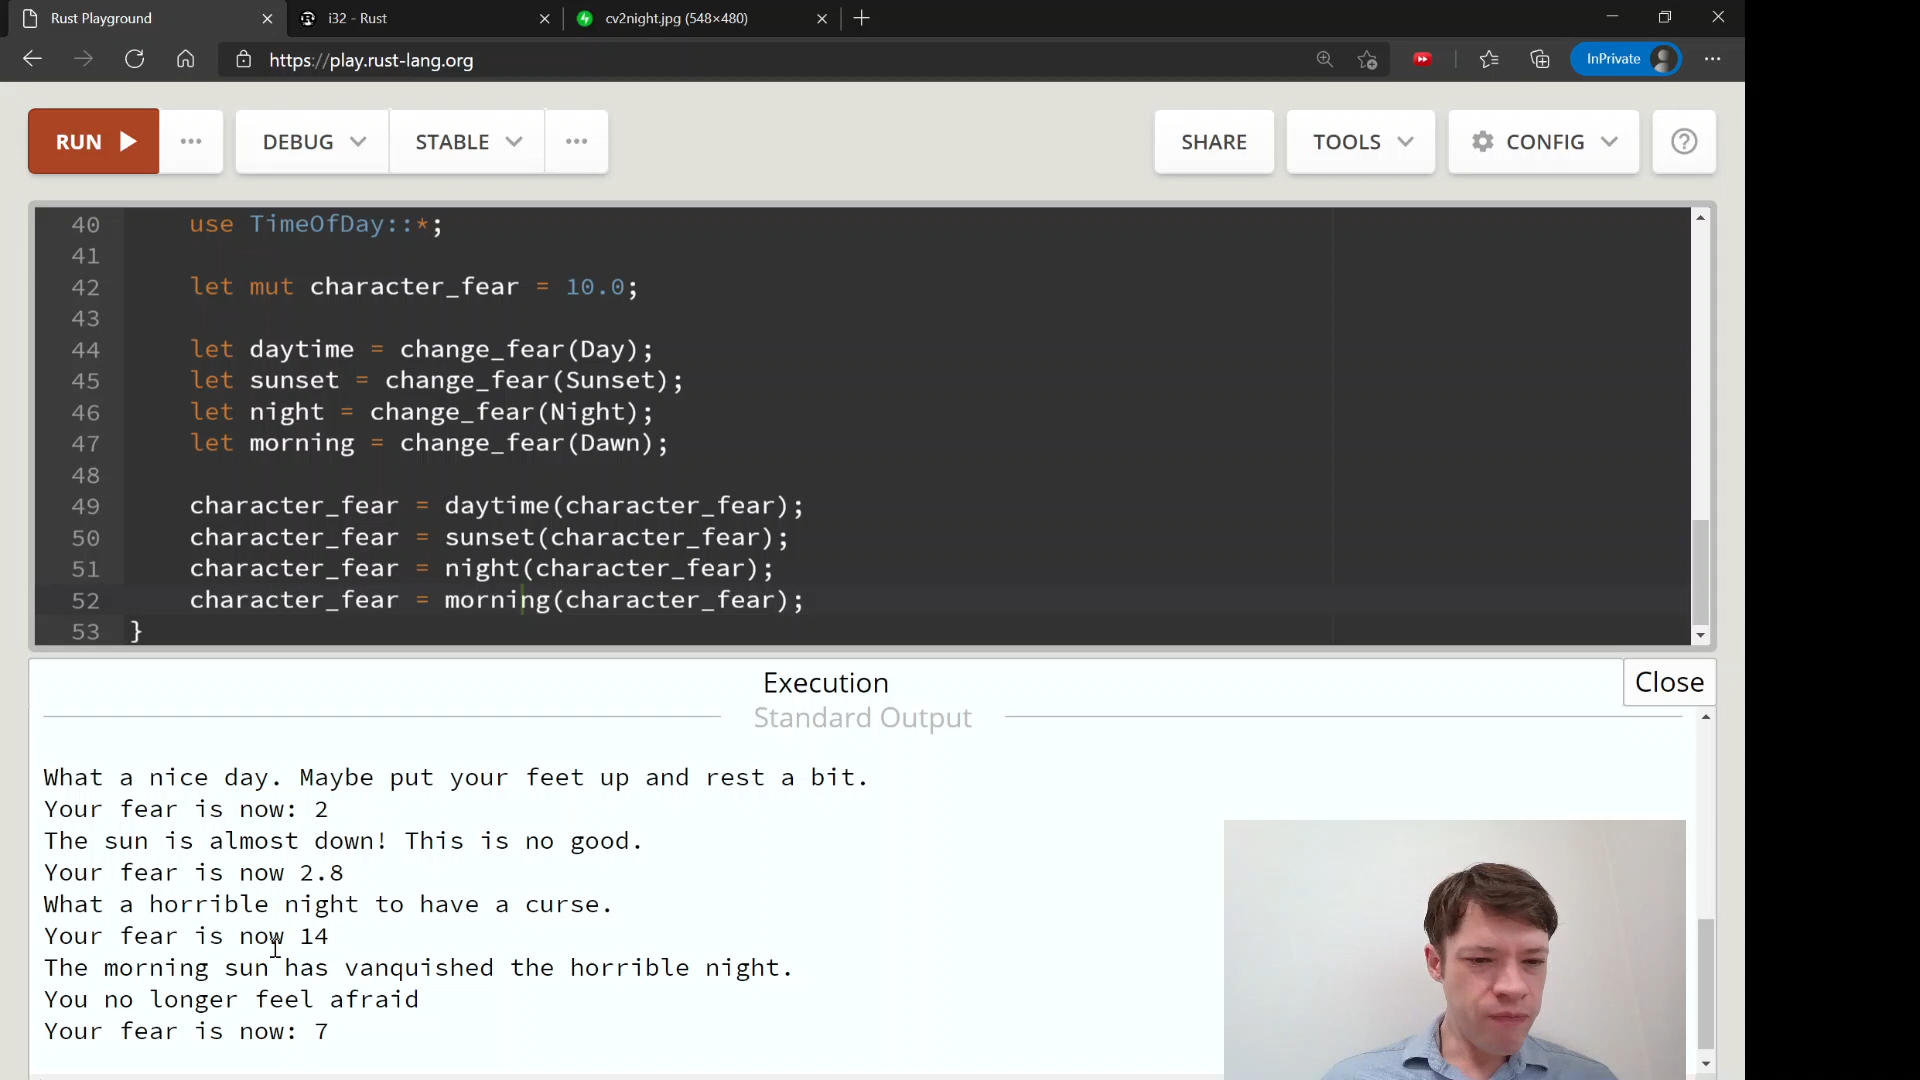 Rust Playground
i32 - Rust
cv2night.jpg (548×480)
https://play.rust-lang.org
InPrivate
RUN
DEBUG
STABLE
SHARE
TOOLS
CONFIG
40 use TimeOfDay::*;
41
42 let mut character_fear = 10.0;
43
44 let daytime = change_fear(Day);
45 let sunset = change_fear(Sunset);
46 let night = change_fear(Night);
47 let morning = change_fear(Dawn);
48
49 character_fear = daytime(character_fear);
50 character_fear = sunset(character_fear);
51 character_fear = night(character_fear);
52 character_fear = morning(character_fear);
53 }
Execution
Close
Standard Output
What a nice day. Maybe put your feet up and rest a bit.
Your fear is now: 2
The sun is almost down! This is no good.
Your fear is now 2.8
What a horrible night to have a curse.
Your fear is now 14
The morning sun has vanquished the horrible night.
You no longer feel afraid
Your fear is now: 7